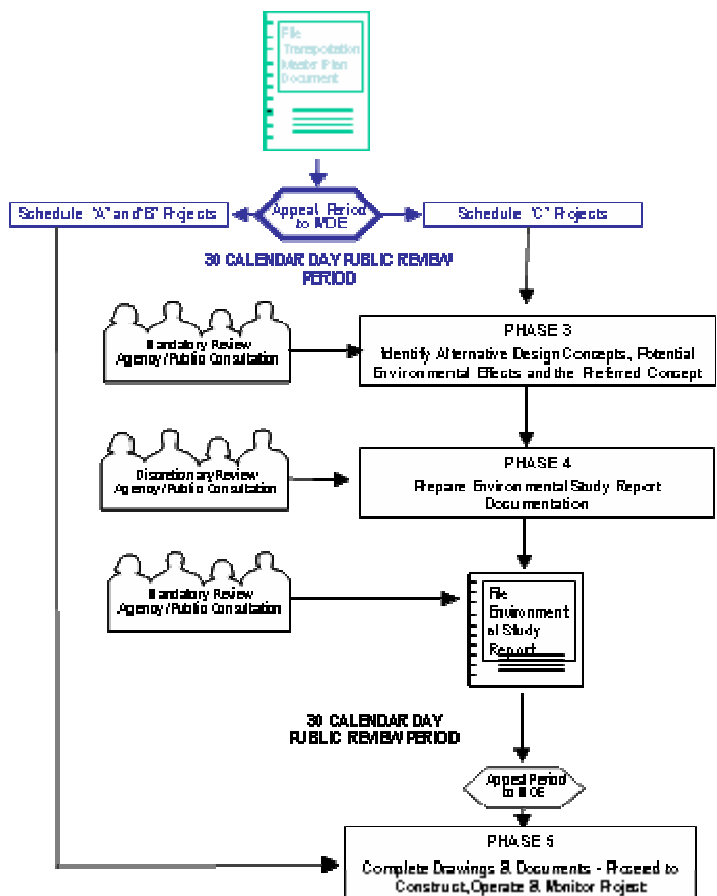 File
Transportation
Master Plan
Document
Appeal Period
to MOE
Schedule "A" and "B" Projects
Schedule "C" Projects
30 CALENDAR DAY PUBLIC REVIEW
PERIOD
Mandatory Review
Agency/Public Consultation
PHASE 3
Identify Alternative Design Concepts, Potential
Environmental Effects and the Preferred Concept
Discretionary Review
Agency/Public Consultation
PHASE 4
Prepare Environmental Study Report
Documentation
Mandatory Review
Agency/Public Consultation
File
Environment
al Study
Report
30 CALENDAR DAY
PUBLIC REVIEW PERIOD
Appeal Period
to MOE
PHASE 5
Complete Drawings & Documents - Proceed to
Construct, Operate & Monitor Project